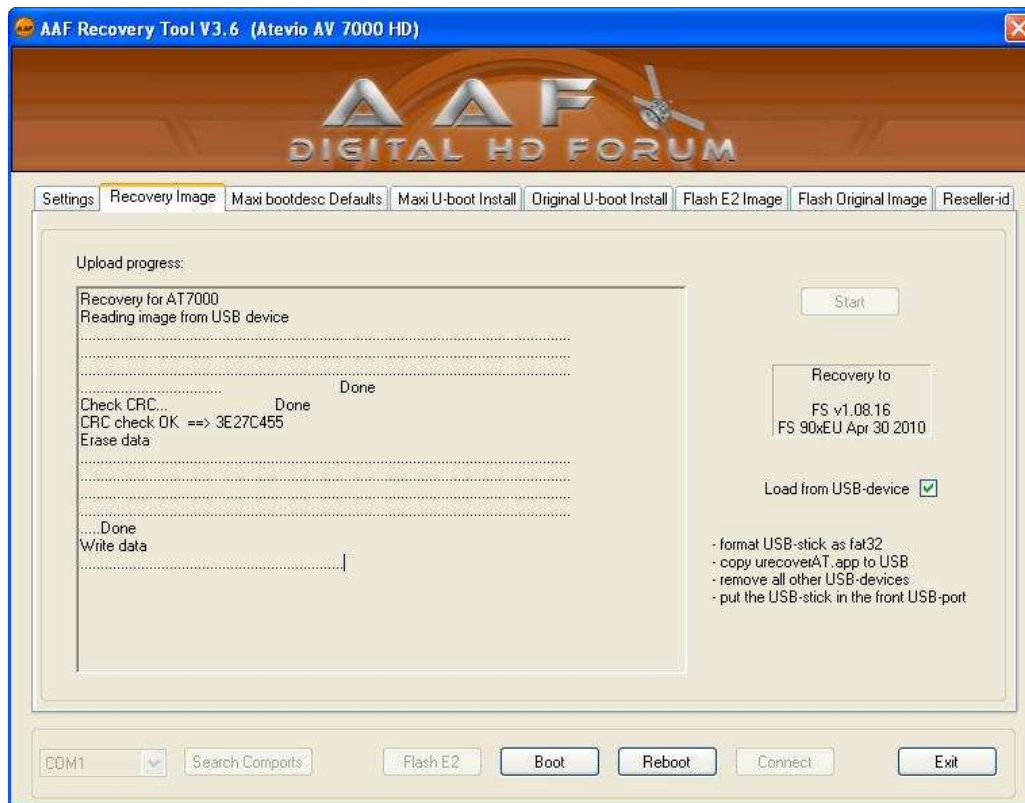 AAF Recovery Tool V3.6 (Atevio AV 7000 HD)
AAF
DIGITAL HD FORUM
Settings
Recovery Image
Maxi bootdesc Defaults
Maxi U-boot Install
Original U-boot Install
Flash E2 Image
Flash Original Image
Reseller-id
Upload progress:
Recovery for AT7000
Reading image from USB device
Done
Check CRC... Done
CRC check OK ==> 3E27C455
Erase data
.....Done
Write data
Start
Recovery to
FS v1.08.16
FS 90xEU Apr 30 2010
Load from USB-device
- format USB-stick as fat32
- copy urecoverAT.app to USB
- remove all other USB-devices
- put the USB-stick in the front USB-port
COM1
Search Comports
Flash E2
Boot
Reboot
Connect
Exit